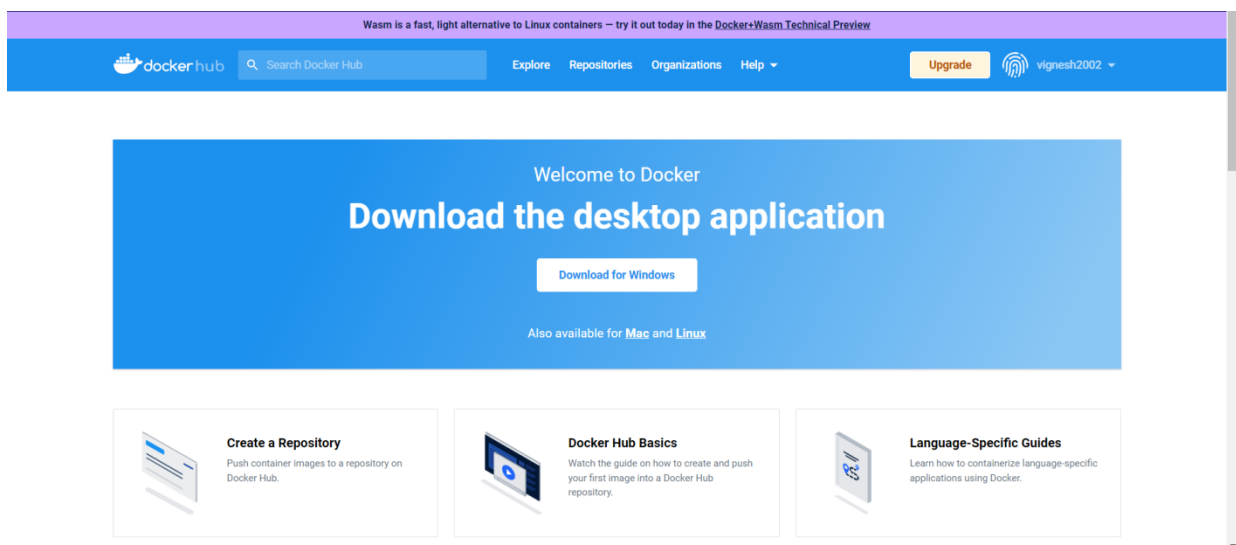 Wasm is a fast, light alternative to Linux containers — try it out today in the Docker+Wasm Technical Preview
dockerhub
Search Docker Hub
Explore
Repositories
Organizations
Help
Upgrade
vignesh2002
Welcome to Docker
Download the desktop application
Download for Windows
Also available for Mac and Linux
Create a Repository
Push container images to a repository on
Docker Hub.
Docker Hub Basics
Watch the guide on how to create and push
your first image into a Docker Hub
repository.
Language-Specific Guides
Learn how to containerize language-specific
applications using Docker.